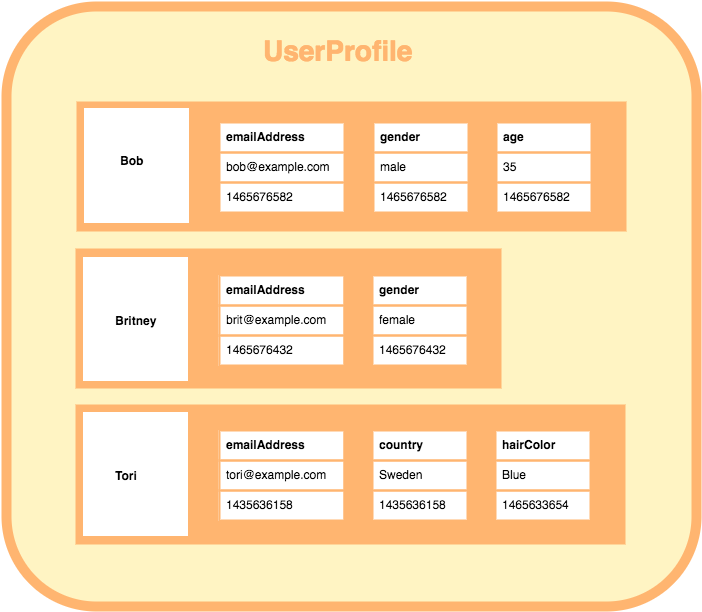 UserProfile
Bob
emailAddress gender age
bob@example.com male 35
1465676582 1465676582 1465676582
Britney
emailAddress gender
brit@example.com female
1465676432 1465676432
Tori
emailAddress country hairColor
tori@example.com Sweden Blue
1435636158 1435636158 1465633654